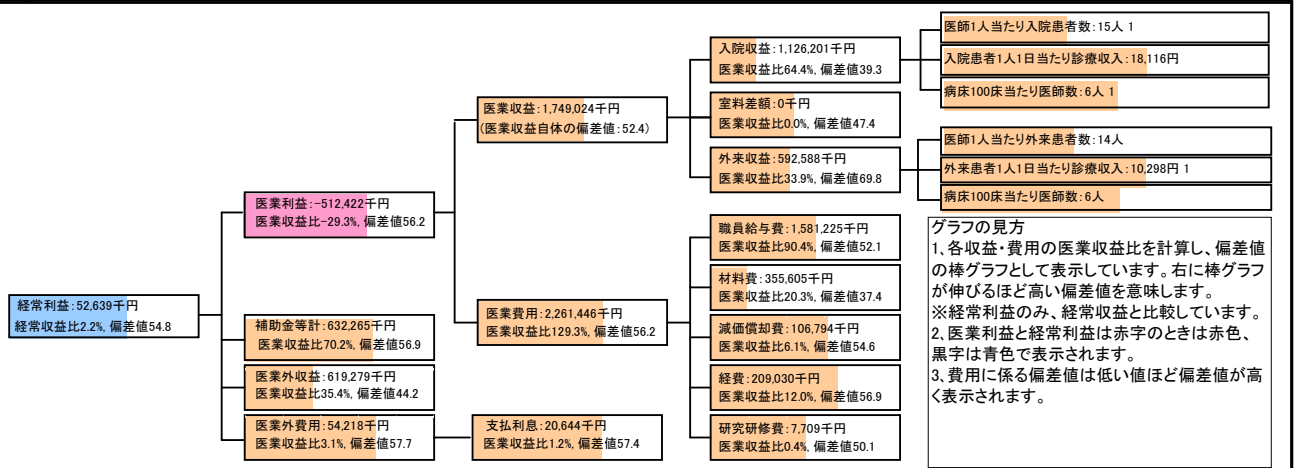 経常利益:52,639千円
経常収益比2.2%, 偏差値54.8
医業利益:-512,422千円
医業収益比-29.3%, 偏差値56.2
補助金等計:632,265千円
医業収益比70.2%, 偏差値56.9
医業外収益:619,279千円
医業収益比35.4%, 偏差値44.2
医業外費用:54,218千円
医業収益比3.1%, 偏差値57.7
医業収益:1,749,024千円
(医業収益自体の偏差値:52.4)
医業費用:2,261,446千円
医業収益比129.3%, 偏差値56.2
支払利息:20,644千円
医業収益比1.2%, 偏差値57.4
入院収益:1,126,201千円
医業収益比64.4%, 偏差値39.3
室料差額:0千円
医業収益比0.0%, 偏差値47.4
外来収益:592,588千円
医業収益比33.9%, 偏差値69.8
職員給与費:1,581,225千円
医業収益比90.4%, 偏差値52.1
材料費:355,605千円
医業収益比20.3%, 偏差値37.4
減価償却費:106,794千円
医業収益比6.1%, 偏差値54.6
経費:209,030千円
医業収益比12.0%, 偏差値56.9
研究研修費:7,709千円
医業収益比0.4%, 偏差値50.1
医師1人当たり入院患者数:15人 1
入院患者1人1日当たり診療収入:18,116円
病床100床当たり医師数:6人 1
医師1人当たり外来患者数:14人
外来患者1人1日当たり診療収入:10,298円 1
病床100床当たり医師数:6人
グラフの見方
1、各収益・費用の医業収益比を計算し、偏差値
の棒グラフとして表示しています。右に棒グラフ
が伸びるほど高い偏差値を意味します。
※経常利益のみ、経常収益と比較しています。
2、医業利益と経常利益は赤字のときは赤色、
黒字は青色で表示されます。
3、費用に係る偏差値は低い値ほど偏差値が高
く表示されます。